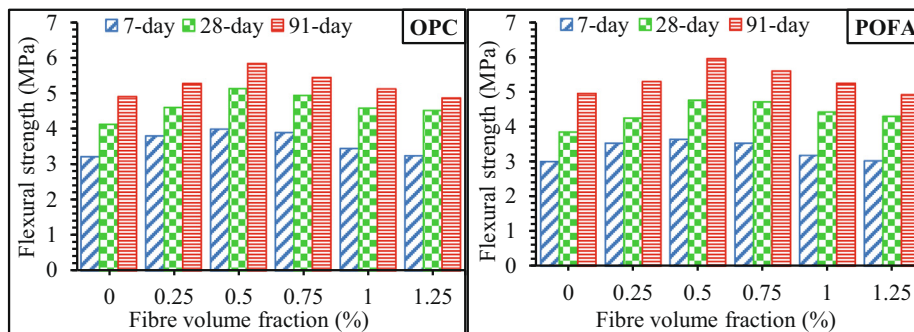 7-day 28-day 91-day OPC
Flexural strength (MPa)
7
6
5
4
3
2
1
0
0 0.25 0.5 0.75 1 1.25
Fibre volume fraction (%)
7-day 28-day 91-day POFA
Flexural strength (MPa)
7
6
5
4
3
2
1
0
0 0.25 0.5 0.75 1 1.25
Fibre volume fraction (%)